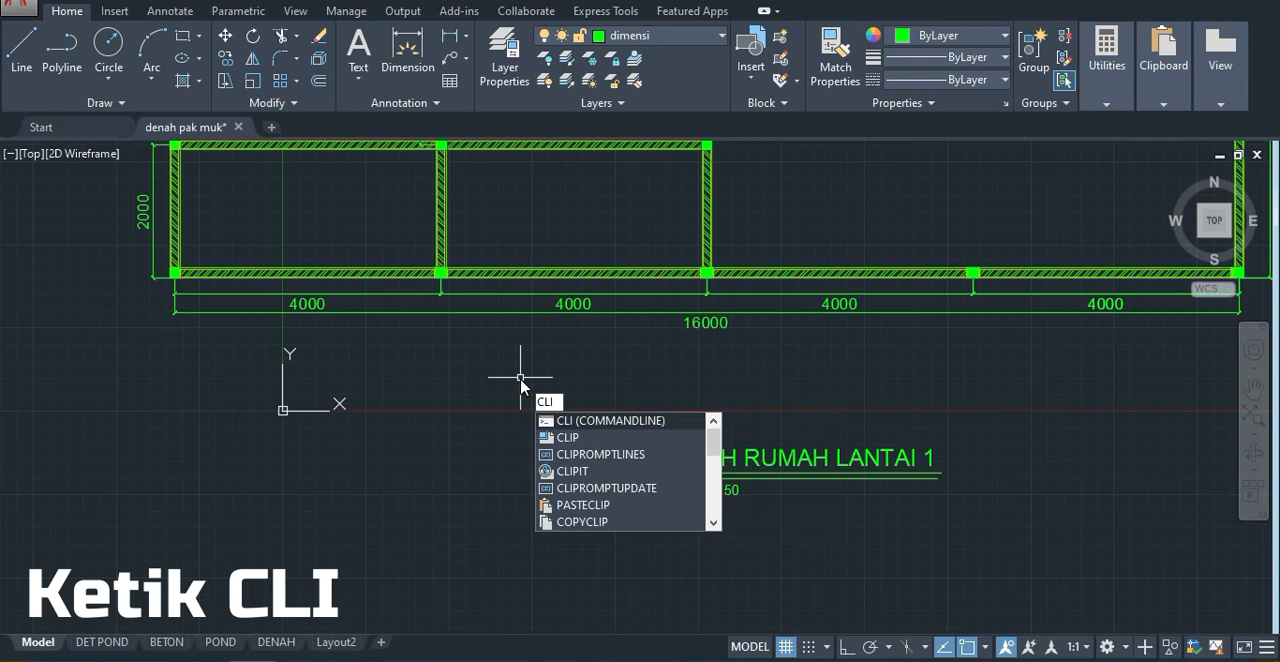 Home Insert Annotate Parametric View Manage Output Add-ins Collaborate Express Tools Featured Apps
Line Polyline Circle Arc
Draw
Modify
Text Dimension
Annotation
Layer Properties
dimensi
Layers
Insert
Block
Match Properties
ByLayer
ByLayer
ByLayer
Properties
Group
Groups
Utilities
Clipboard
View
Start denah pak muk*
[−][Top][2D Wireframe]
N
W TOP E
S
WCS
2000
4000 4000 4000 4000
16000
Y
X
CLI
CLI (COMMANDLINE)
CLIP
CLIPROMPTLINES
CLIPIT
CLIPROMPTUPDATE
PASTECLIP
COPYCLIP
H RUMAH LANTAI 1
50
Ketik CLI
Model DET POND BETON POND DENAH Layout2
MODEL 1:1